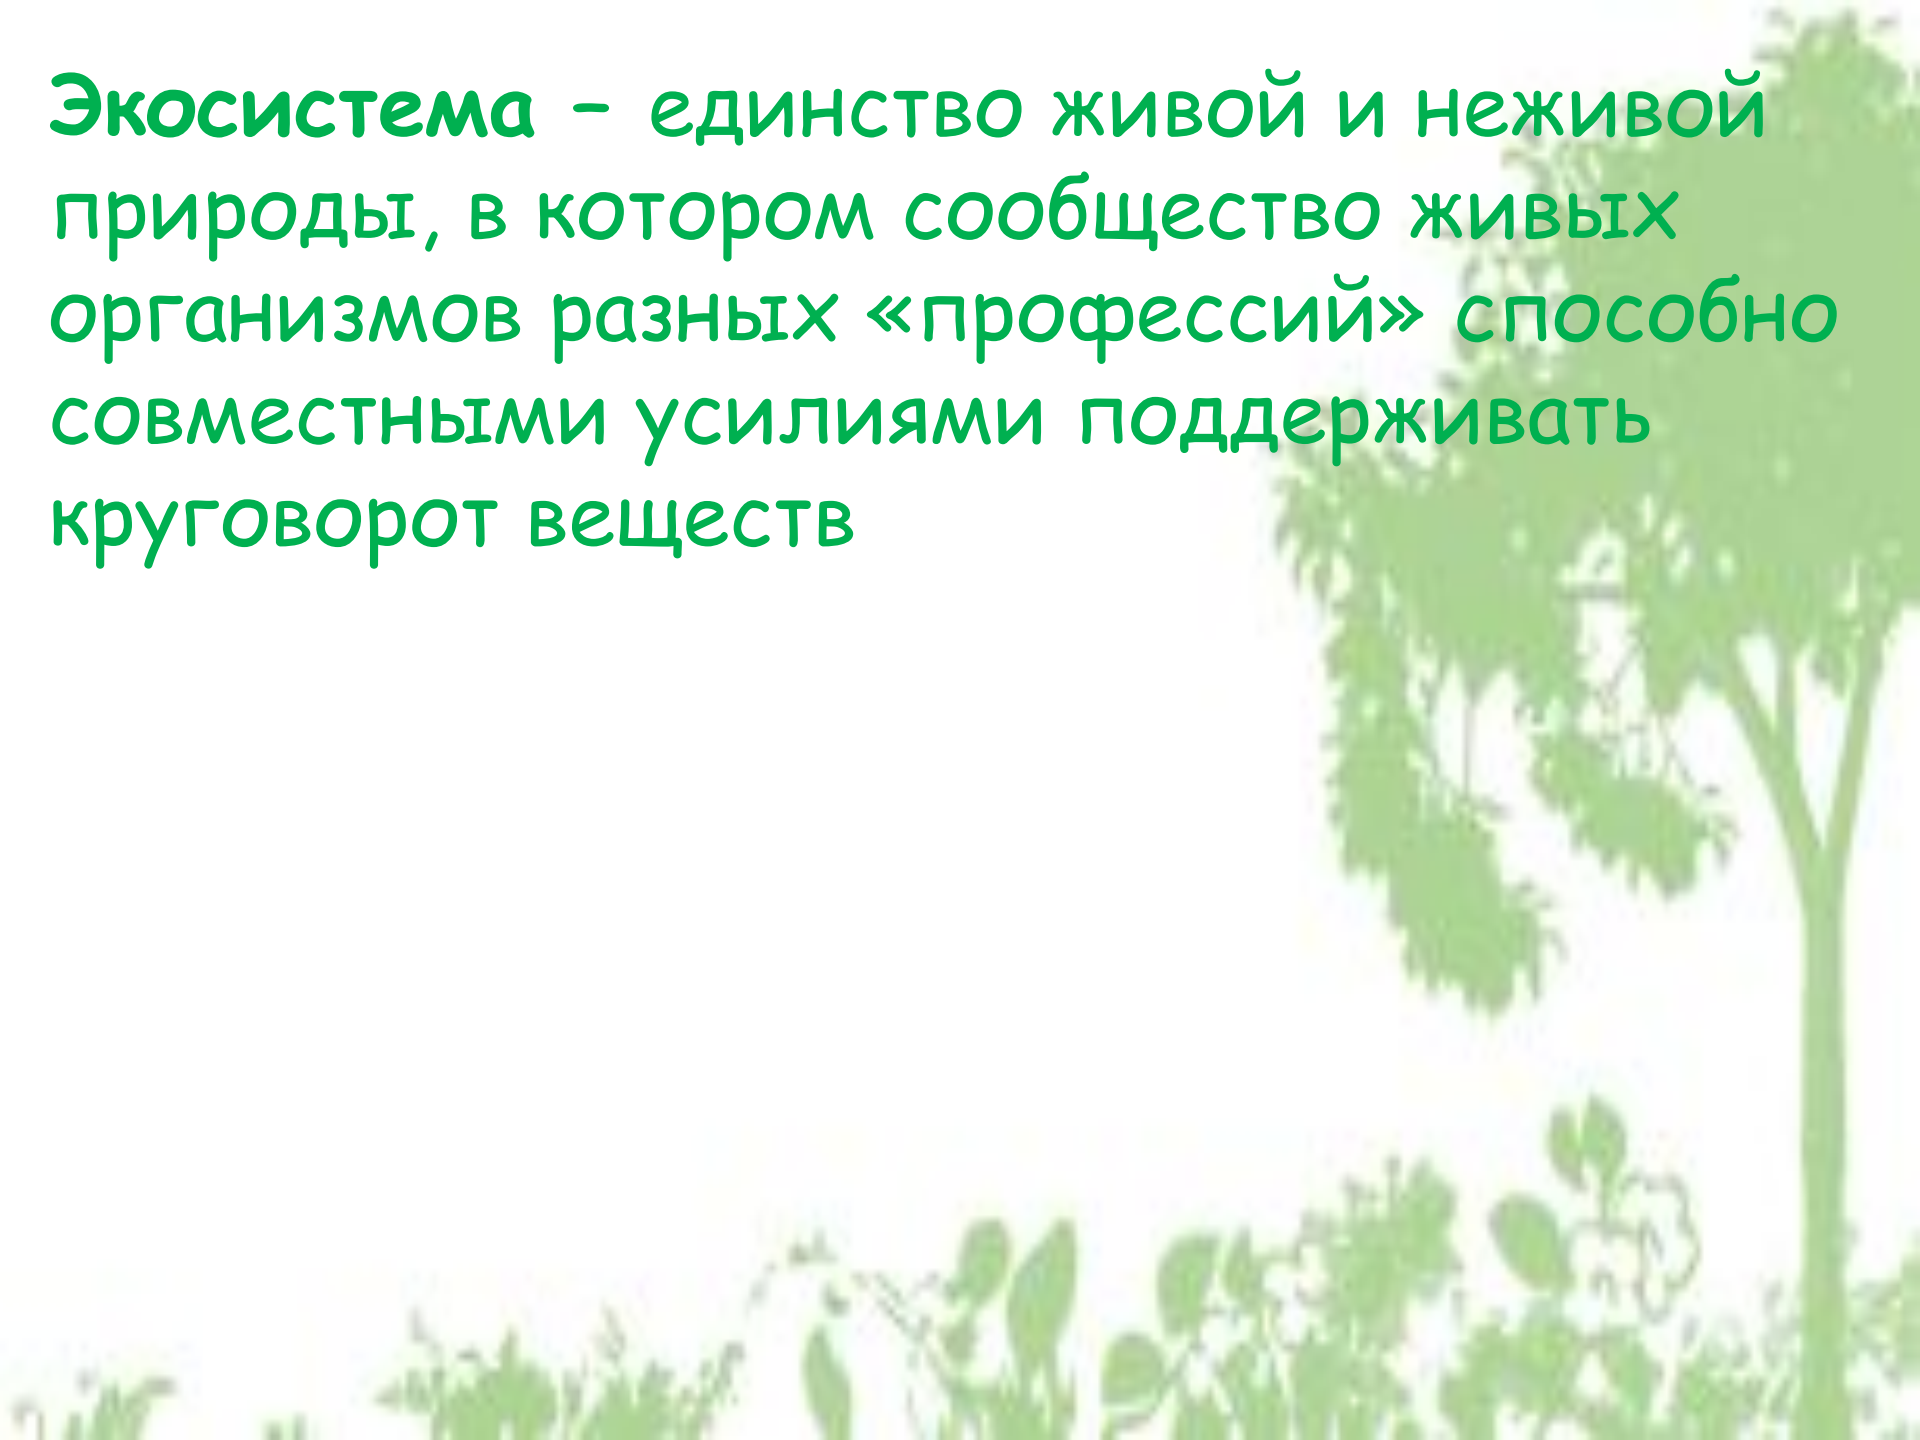 Экосистема – единство живой и неживой
природы, в котором сообщество живых
организмов разных «профессий» способно
совместными усилиями поддерживать
круговорот веществ